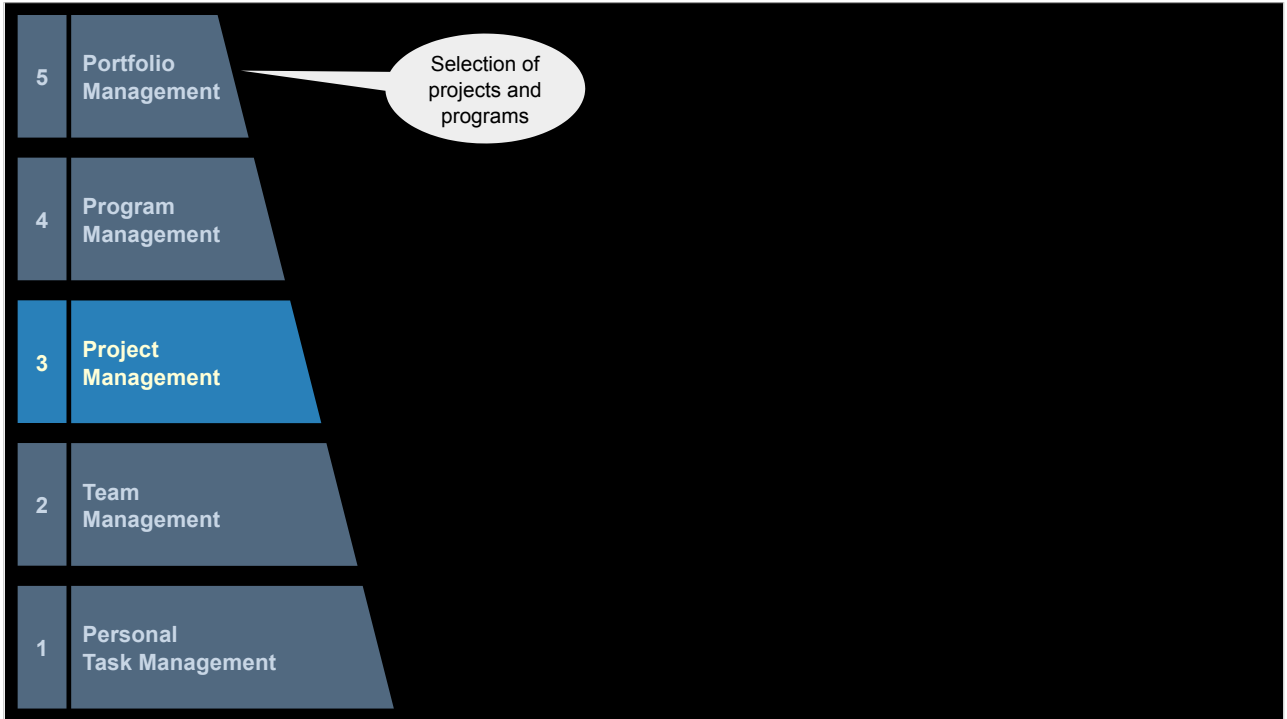 5
Portfolio
Management
Selection of
projects and
programs
4
Program
Management
3
Project
Management
2
Team
Management
1
Personal
Task Management